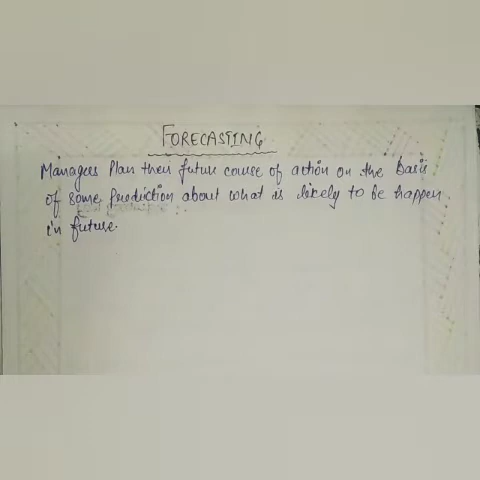 FORECASTING
Managers Plan their future course of action on the basis
of some production about what is likely to be happen
in future.